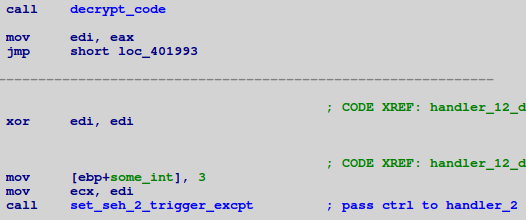 call decrypt_code
mov edi, eax
jmp short loc_401993
; CODE XREF: handler_12_d
xor edi, edi
; CODE XREF: handler_12_d
mov [ebp+some_int], 3
mov ecx, edi
call set_seh_2_trigger_excpt ; pass ctrl to handler_2